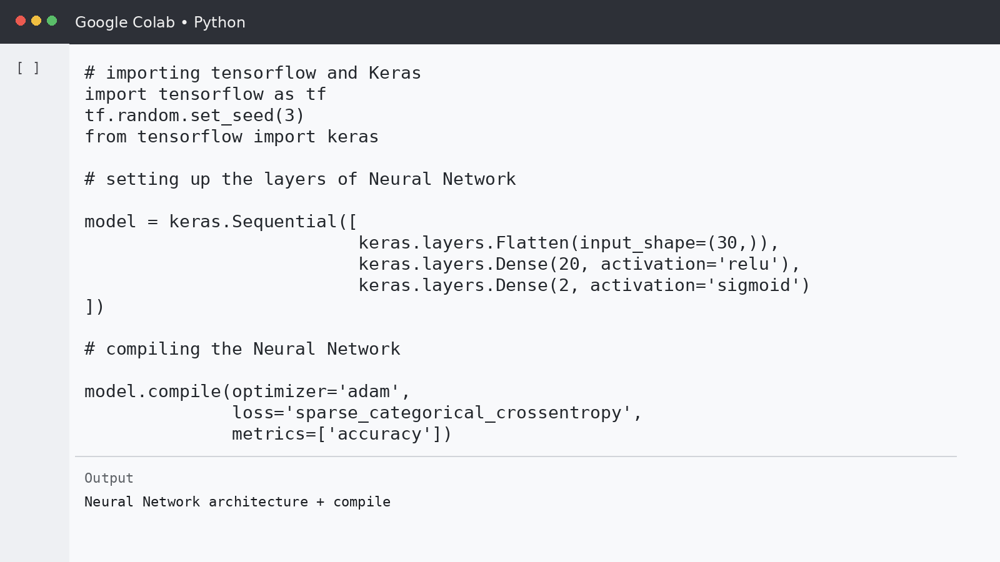 Google Colab • Python
[ ]
# importing tensorflow and Keras
import tensorflow as tf
tf.random.set_seed(3)
from tensorflow import keras
# setting up the layers of Neural Network
model = keras.Sequential([
                          keras.layers.Flatten(input_shape=(30,)),
                          keras.layers.Dense(20, activation='relu'),
                          keras.layers.Dense(2, activation='sigmoid')
])
# compiling the Neural Network
model.compile(optimizer='adam',
              loss='sparse_categorical_crossentropy',
              metrics=['accuracy'])
Output
Neural Network architecture + compile